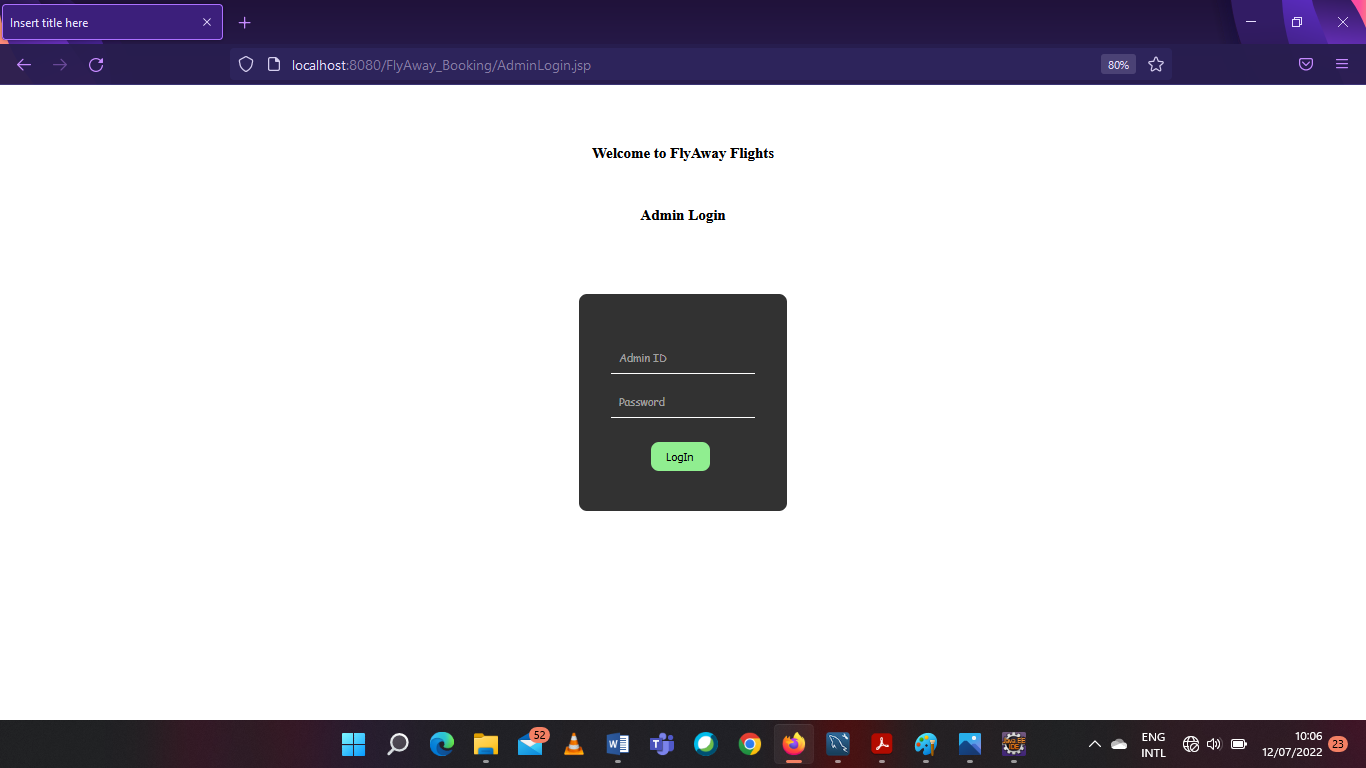 Insert title here
localhost:8080/FlyAway_Booking/AdminLogin.jsp
80%
Welcome to FlyAway Flights
Admin Login
Admin ID
Password
LogIn
52
ENG
INTL
10:06
12/07/2022
23